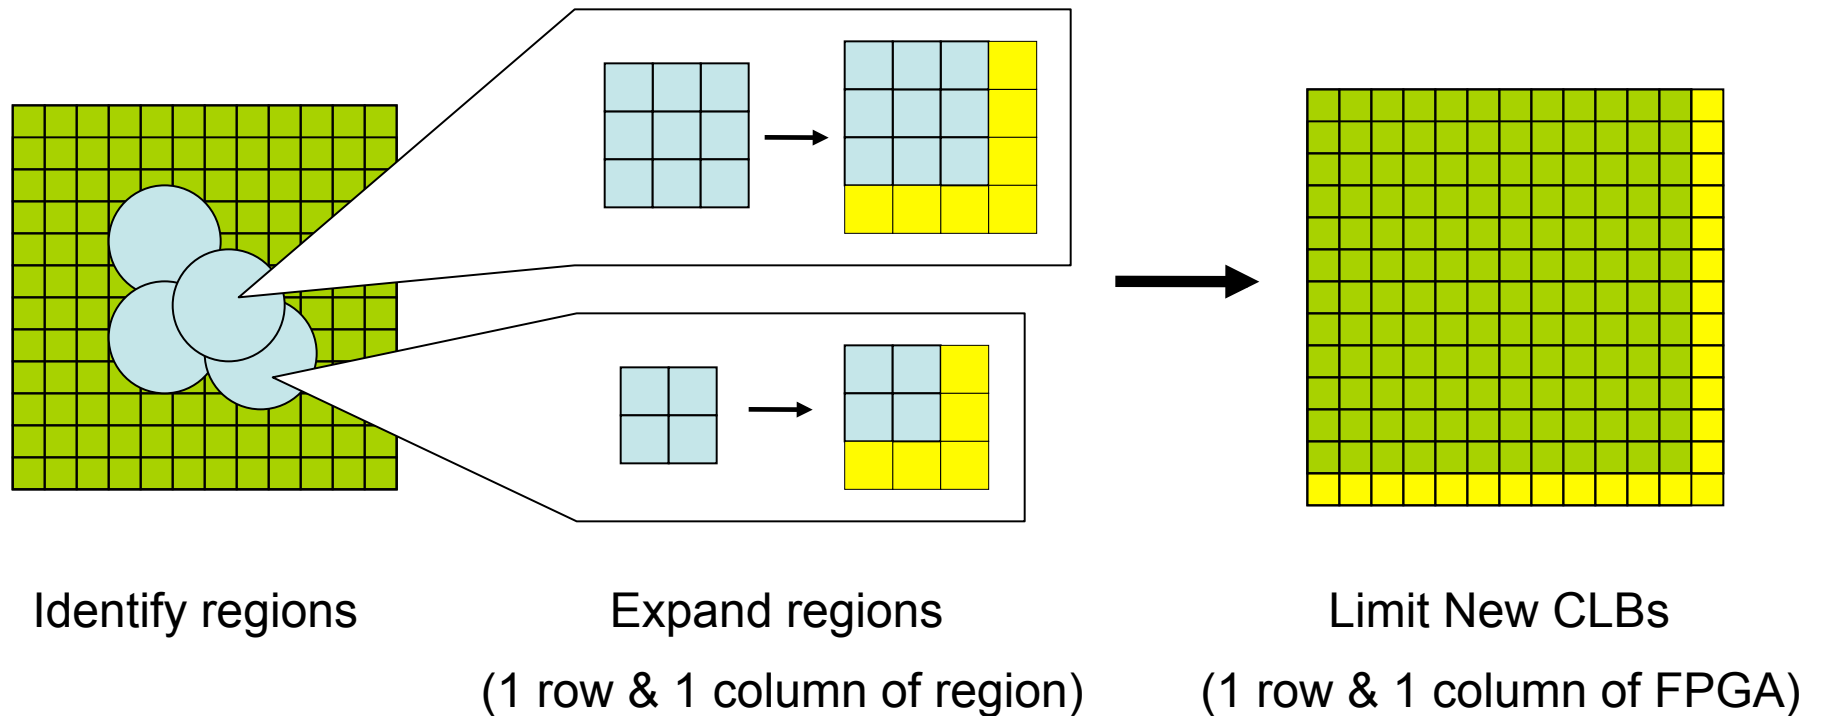 Identify regions
Expand regions
(1 row & 1 column of region)
Limit New CLBs
(1 row & 1 column of FPGA)